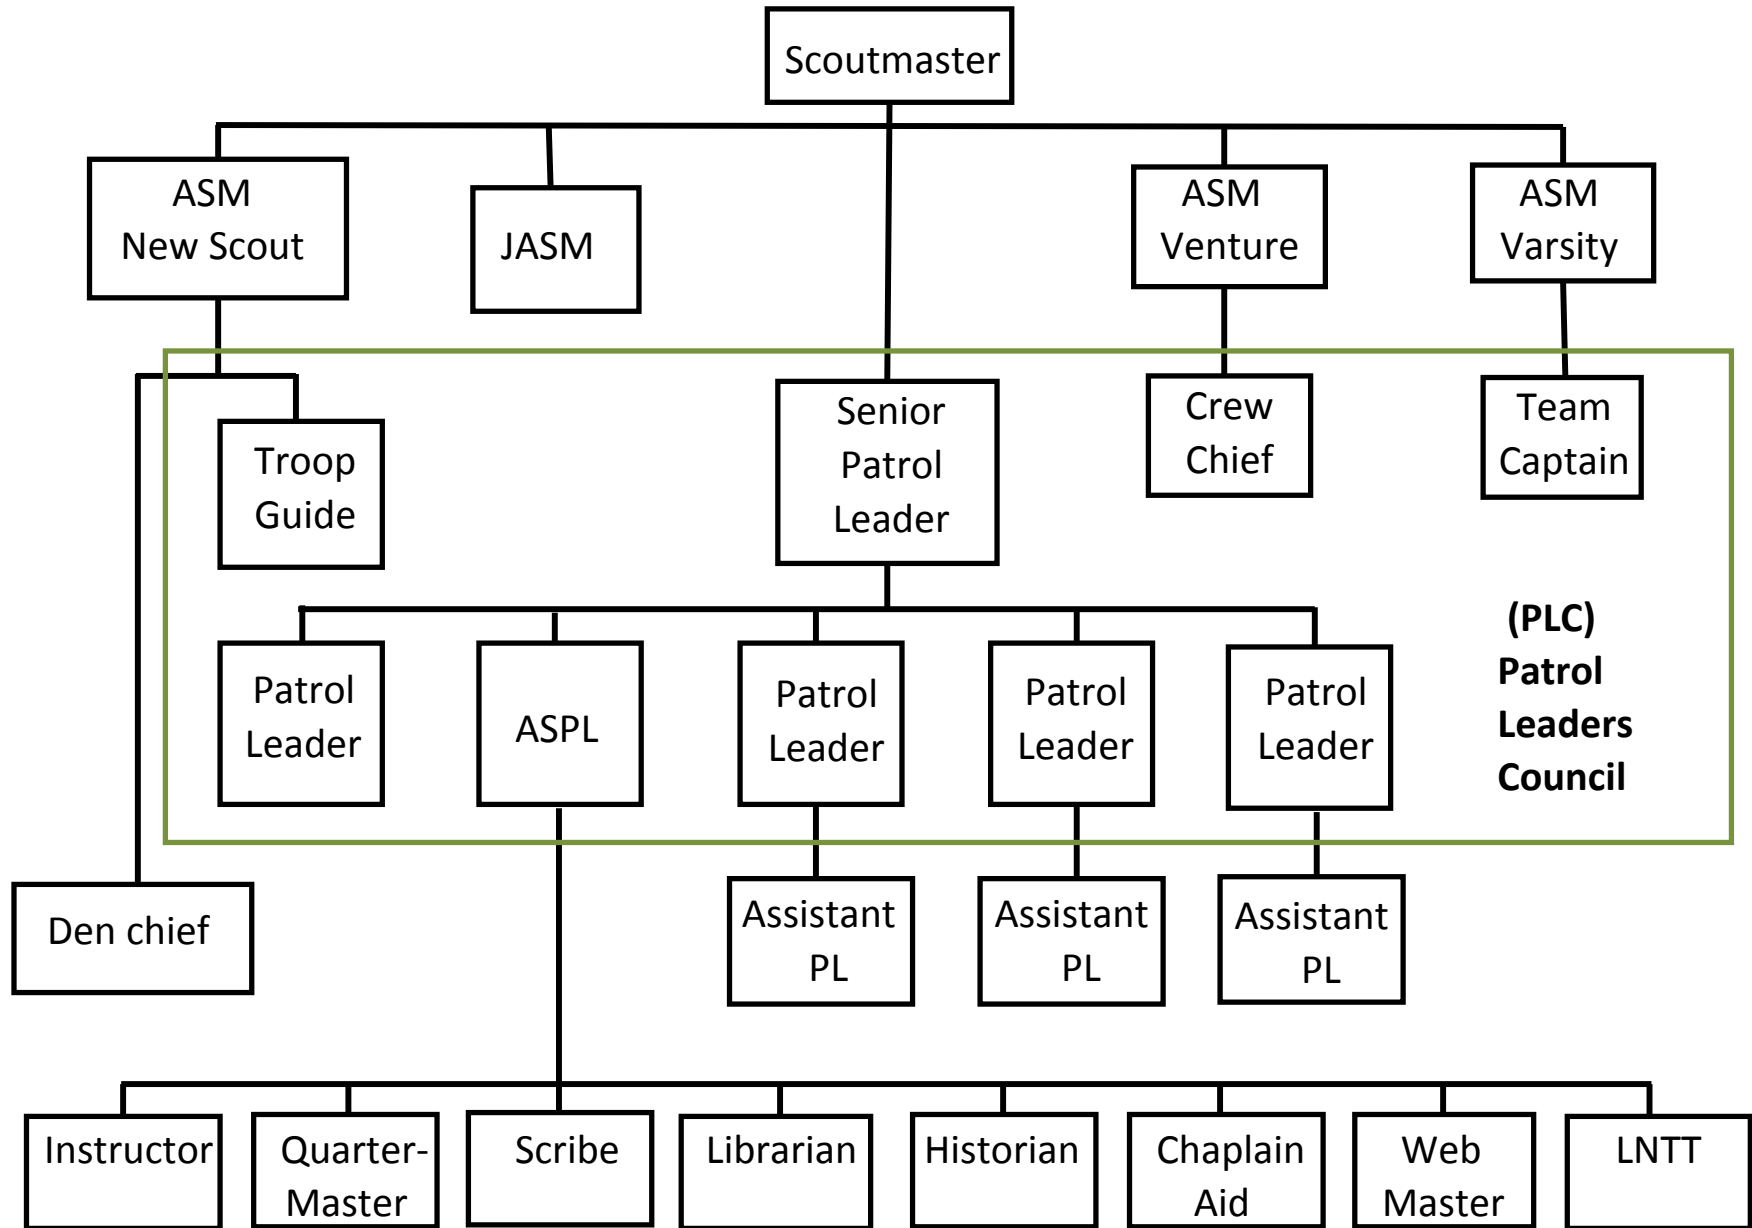 Scoutmaster
ASM
New Scout
JASM
ASM
Venture
ASM
Varsity
Troop
Guide
Senior
Patrol
Leader
Crew
Chief
Team
Captain
(PLC)
Patrol
Leaders
Council
Patrol
Leader
ASPL
Patrol
Leader
Patrol
Leader
Patrol
Leader
Den chief
Assistant
PL
Assistant
PL
Assistant
PL
Instructor
Quarter-
Master
Scribe
Librarian
Historian
Chaplain
Aid
Web
Master
LNTT